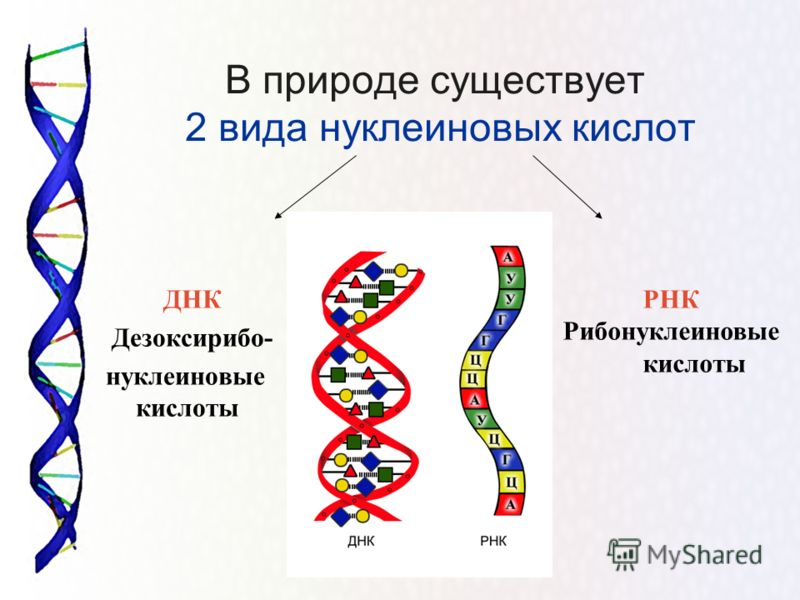 В природе существует
2 вида нуклеиновых кислот
ДНК
Дезоксирибо-
нуклеиновые
кислоты
А
У
У
Г
Г
Ц
Ц
А
У
Ц
Г
Ц
А
ДНК
РНК
РНК
Рибонуклеиновые
кислоты
MyShared